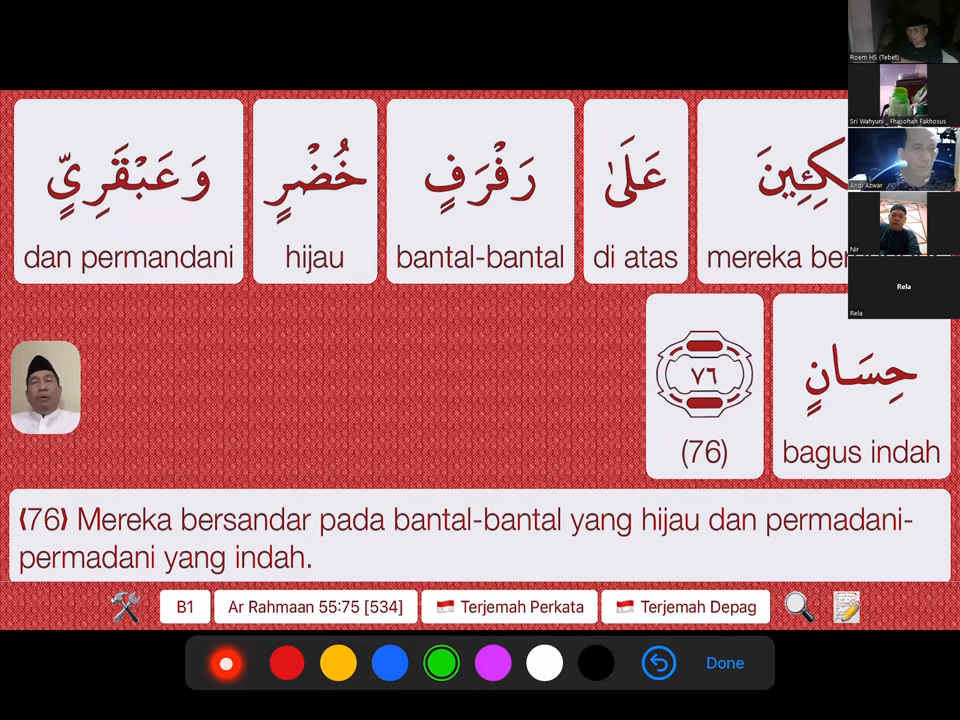 عَلَىٰ
رَفْرَفٍ
خُضْرٍ
وَعَبْقَرِيٍّ
mereka
di atas
bantal-bantal
hijau
dan permandani
حِسَانٍ
٧٦
bagus indah
(76)
(76) Mereka bersandar pada bantal-bantal yang hijau dan permadani-
permadani yang indah.
B1
Ar Rahmaan 55:75 [534]
Terjemah Perkata
Terjemah Depag
Done
Roem HS (Tebet)
Sri Wahyuni _ Fhasohah Fakhosus
Andi Azwar
Nir
Rela
Rela